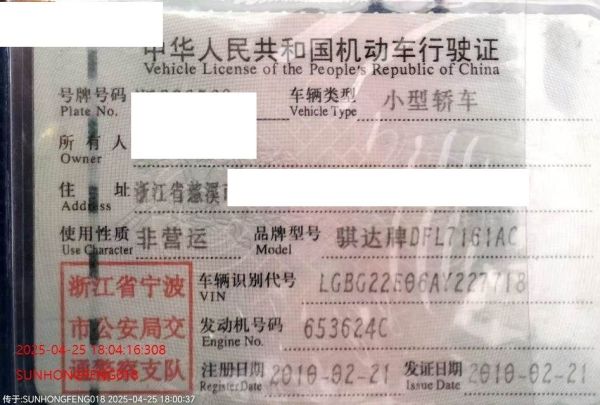 中华人民共和国机动车行驶证
Vehicle License of the People's Republic of China
号牌号码
Plate No.
车辆类型 小型轿车
Vehicle Type
所有人
Owner
住址 浙江省慈溪
Address
使用性质 非营运 品牌型号 骐达牌DFL7161AC
Use Character Model
浙江省宁波
市公安局交
通警察支队
车辆识别代号 LGBG22E06AY227718
VIN
发动机号码 653624C
Engine No.
注册日期 2010-02-21 发证日期 2010-02-21
Register Date Issue Date
2025-04-25 18:04:16:308
SUNHONGFENG018
传于:SUNHONGFENG018 2025-04-25 18:00:37